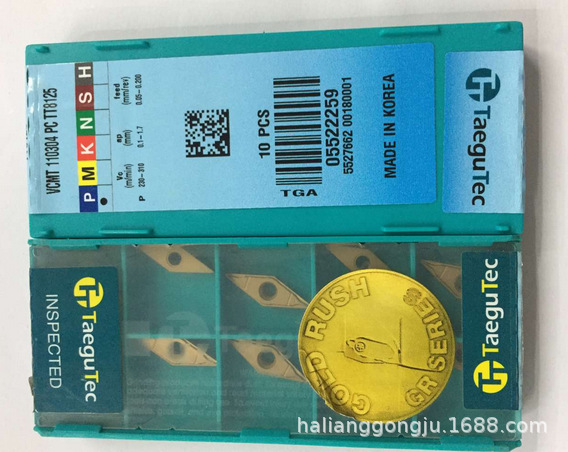 VCMT 110304 PC TT8125
P M K N S H
Vc
(m/min)
ap
(mm)
feed
(mm/rev)
P 230-310 0.1-1.7 0.05-0.200
10 PCS
TGA
05522259
5527662 00180001
MADE IN KOREA
TaeguTec
INSPECTED
TaeguTec
GOLD RUSH
GR SERIES
TaeguTec
halianggongju.1688.com